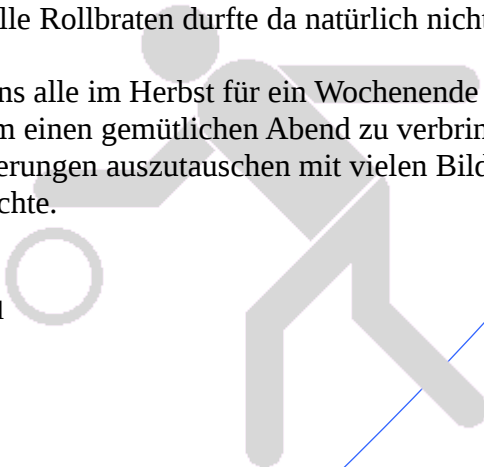 lle Rollbraten durfte da natürlich nicht
ns alle im Herbst für ein Wochenende
m einen gemütlichen Abend zu verbrin
erungen auszutauschen mit vielen Bild
chte.